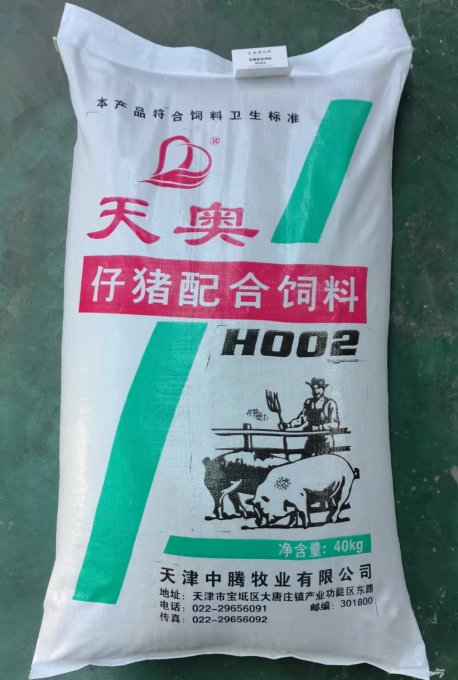 本产品符合饲料卫生标准
®
天奥
仔猪配合饲料
H002
净含量: 40kg
天津中腾牧业有限公司
地址: 天津市宝坻区大唐庄镇产业功能区东路
电话: 022-29656091 邮编: 301800
传真: 022-29656092